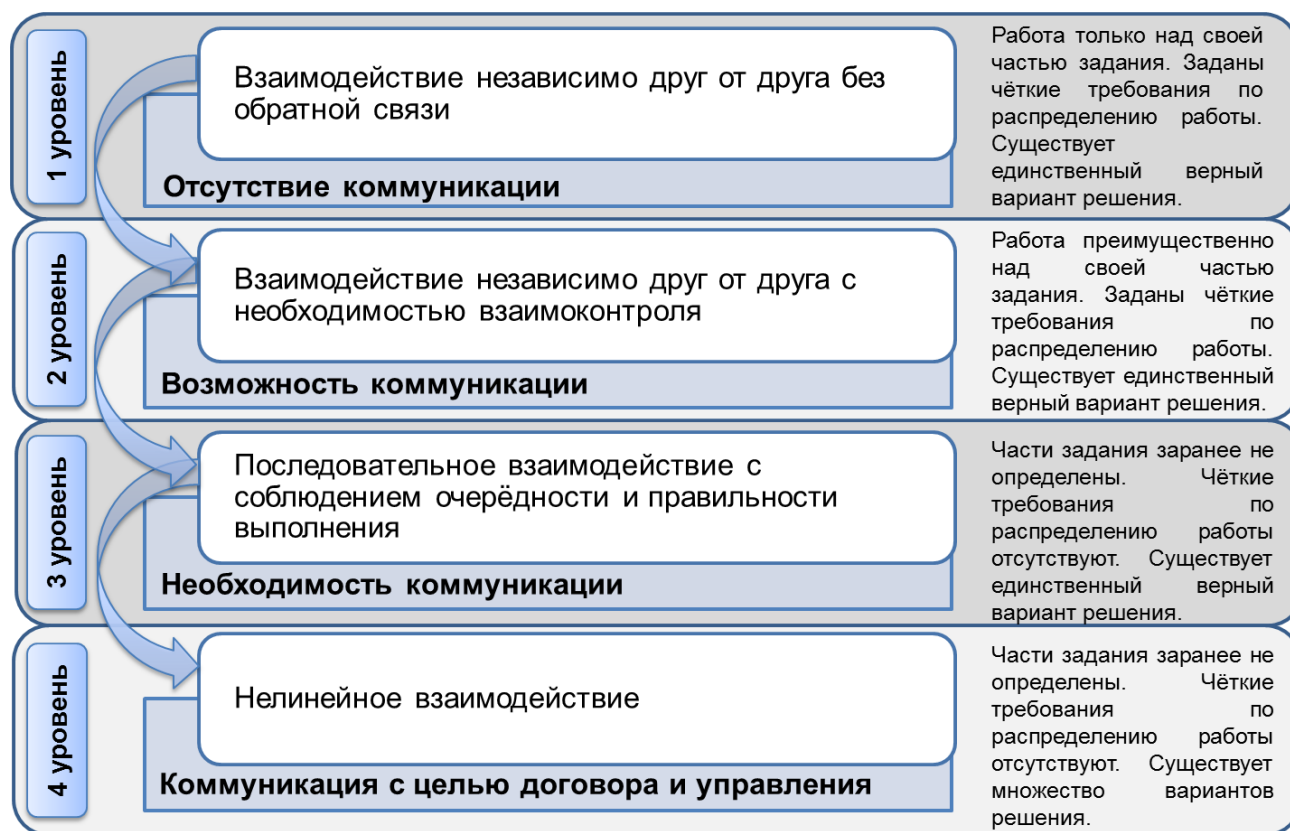 1 уровень
Взаимодействие независимо друг от друга без
обратной связи
Отсутствие коммуникации
Работа только над своей
частью задания. Заданы
чёткие требования по
распределению работы.
Существует
единственный верный
вариант решения.
2 уровень
Взаимодействие независимо друг от друга с
необходимостью взаимоконтроля
Возможность коммуникации
Работа преимущественно
над своей частью
задания. Заданы чёткие
требования по
распределению работы.
Существует единственный
верный вариант решения.
3 уровень
Последовательное взаимодействие с
соблюдением очерёдности и правильности
выполнения
Необходимость коммуникации
Части задания заранее не
определены. Чёткие
требования по
распределению работы
отсутствуют. Существует
единственный верный
вариант решения.
4 уровень
Нелинейное взаимодействие
Коммуникация с целью договора и управления
Части задания заранее не
определены. Чёткие
требования по
распределению работы
отсутствуют. Существует
множество вариантов
решения.